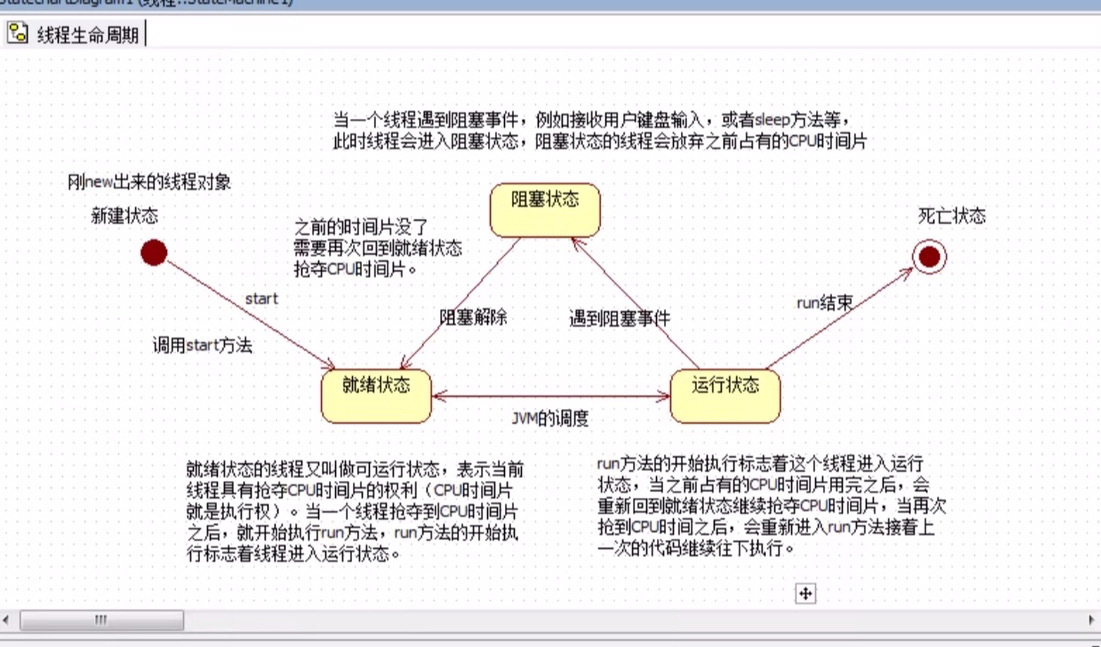 StatechartDiagram1 (线程::StateMachine1)
线程生命周期
当一个线程遇到阻塞事件，例如接收用户键盘输入，或者sleep方法等，
此时线程会进入阻塞状态，阻塞状态的线程会放弃之前占有的CPU时间片
刚new出来的线程对象
新建状态
阻塞状态
死亡状态
之前的时间片没了
需要再次回到就绪状态
抢夺CPU时间片。
start
run结束
阻塞解除
遇到阻塞事件
调用start方法
就绪状态
运行状态
JVM的调度
就绪状态的线程又叫做可运行状态，表示当前
线程具有抢夺CPU时间片的权利（CPU时间片
就是执行权）。当一个线程抢夺到CPU时间片
之后，就开始执行run方法，run方法的开始执
行标志着线程进入运行状态。
run方法的开始执行标志着这个线程进入运行
状态，当之前占有的CPU时间片用完之后，会
重新回到就绪状态继续抢夺CPU时间片，当再次
抢到CPU时间之后，会重新进入run方法接着上
一次的代码继续往下执行。